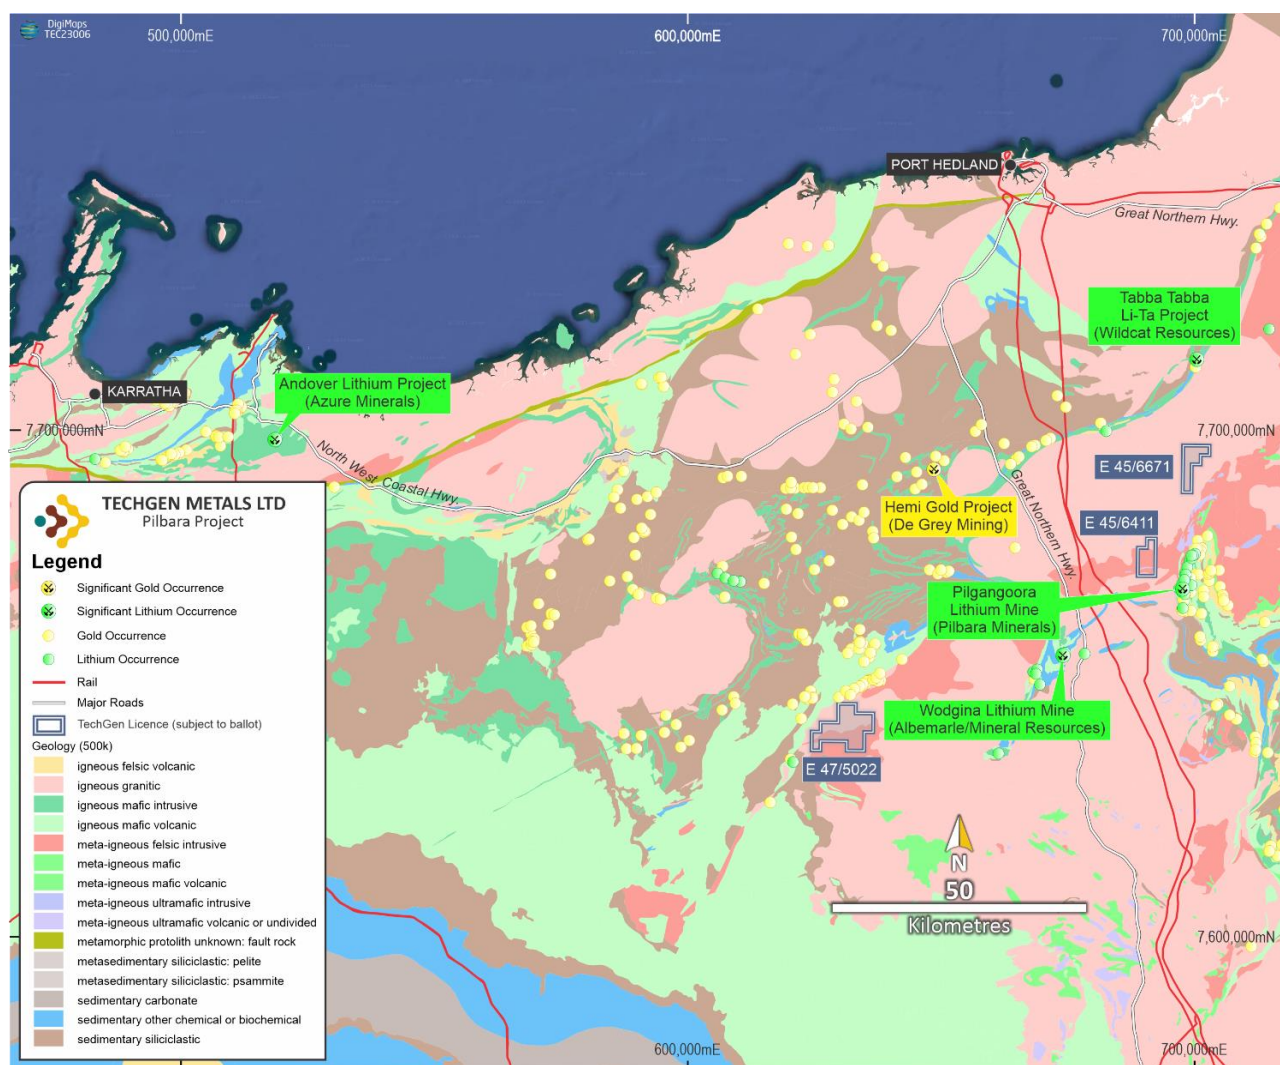 DigiMaps
TEC23006
500,000mE
600,000mE
700,000mE
PORT HEDLAND
Great Northern Hwy.
Tabba Tabba
Li-Ta Project
(Wildcat Resources)
KARRATHA
Andover Lithium Project
(Azure Minerals)
7,700,000mN
7,700,000mN
North West Coastal Hwy.
E 45/6671
Hemi Gold Project
(De Grey Mining)
Great Northern Hwy.
E 45/6411
Pilgangoora
Lithium Mine
(Pilbara Minerals)
Wodgina Lithium Mine
(Albemarle/Mineral Resources)
E 47/5022
N
50
Kilometres
7,600,000mN
600,000mE
700,000mE
TECHGEN METALS LTD
Pilbara Project
Legend
Significant Gold Occurrence
Significant Lithium Occurrence
Gold Occurrence
Lithium Occurrence
Rail
Major Roads
TechGen Licence (subject to ballot)
Geology (500k)
igneous felsic volcanic
igneous granitic
igneous mafic intrusive
igneous mafic volcanic
meta-igneous felsic intrusive
meta-igneous mafic
meta-igneous mafic volcanic
meta-igneous ultramafic intrusive
meta-igneous ultramafic volcanic or undivided
metamorphic protolith unknown: fault rock
metasedimentary siliciclastic: pelite
metasedimentary siliciclastic: psammite
sedimentary carbonate
sedimentary other chemical or biochemical
sedimentary siliciclastic